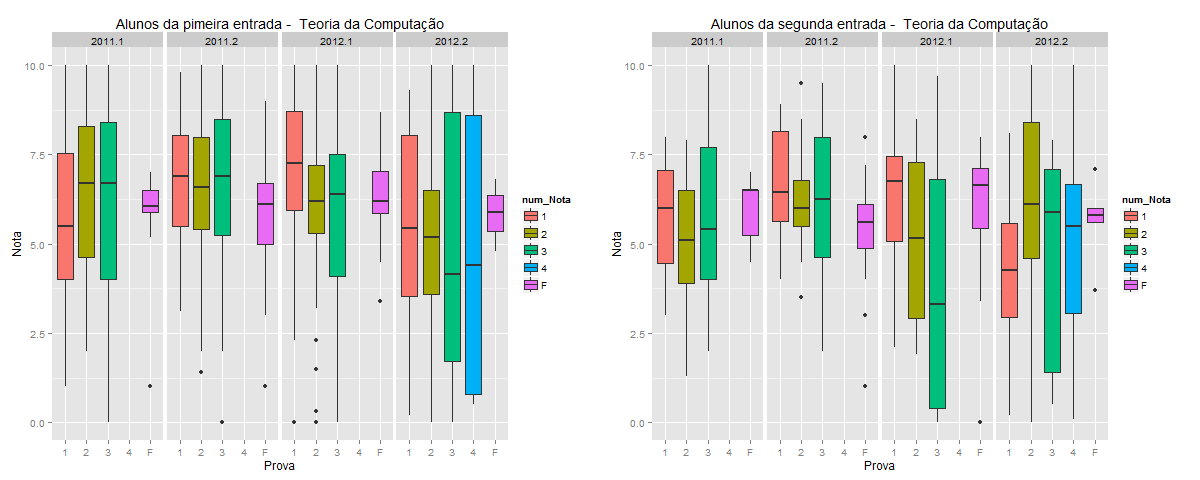 Alunos da pimeira entrada - Teoria da Computação
2011.1 2011.2 2012.1 2012.2
10.0
7.5
5.0
2.5
0.0
Nota
1 2 3 4 F 1 2 3 4 F 1 2 3 4 F 1 2 3 4 F
Prova
num_Nota
1
2
3
4
F
Alunos da segunda entrada - Teoria da Computação
2011.1 2011.2 2012.1 2012.2
10.0
7.5
5.0
2.5
0.0
Nota
1 2 3 4 F 1 2 3 4 F 1 2 3 4 F 1 2 3 4 F
Prova
num_Nota
1
2
3
4
F